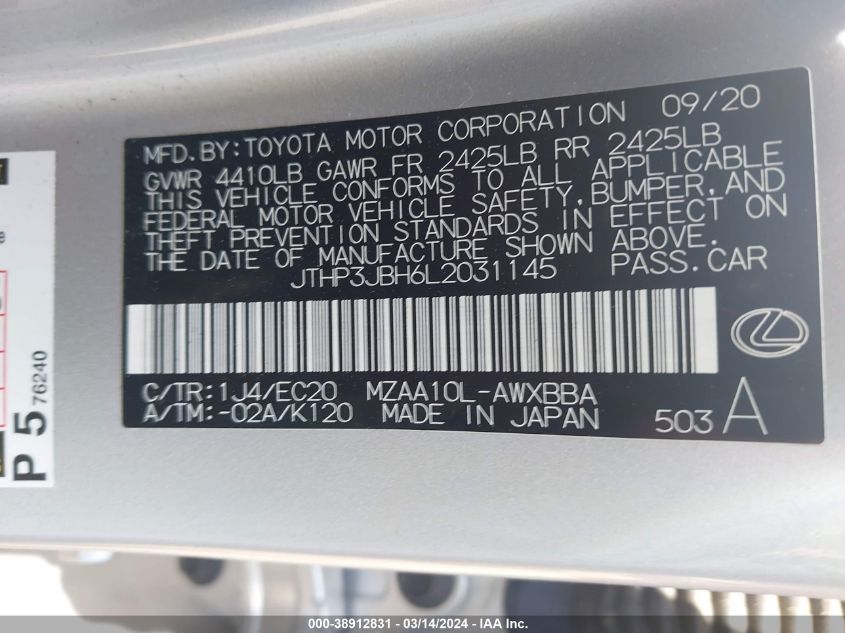 MFD.BY:TOYOTA MOTOR CORPORATION 09/20
GVWR 4410LB GAWR FR 2425LB RR 2425LB
THIS VEHICLE CONFORMS TO ALL APPLICABLE
FEDERAL MOTOR VEHICLE SAFETY,BUMPER,AND
THEFT PREVENTION STANDARDS IN EFFECT ON
THE DATE OF MANUFACTURE SHOWN ABOVE.
JTHP3JBH6L2031145 PASS.CAR
C/TR:1J4/EC20 MZAA10L-AWXBBA
A/TM:-02A/K120 MADE IN JAPAN 503 A
P 5 76240
000-38912831 - 03/14/2024 - IAA Inc.